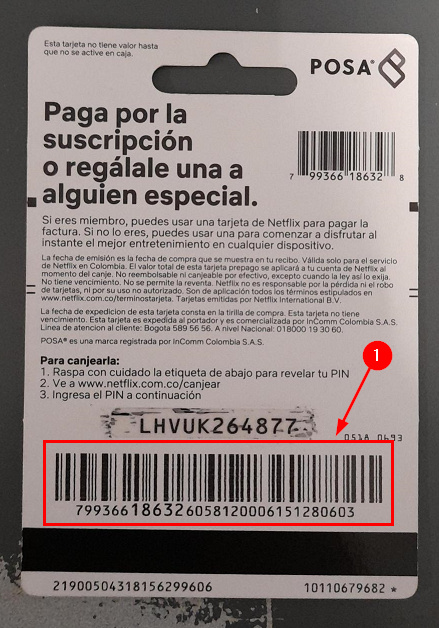 Esta tarjeta no tiene valor hasta
que no se active en caja.
POSA®
Paga por la
suscripción
o regálale una a
alguien especial.
7 99366 18632 8
Si eres miembro, puedes usar una tarjeta de Netflix para pagar la
factura. Si no lo eres, puedes usar una para comenzar a disfrutar al
instante el mejor entretenimiento en cualquier dispositivo.
La fecha de emisión es la fecha de compra que se muestra en tu recibo. Válida solo para el servicio
de Netflix en Colombia. El valor total de esta tarjeta prepago se aplicará a tu cuenta de Netflix al
momento del canje. No reembolsable ni canjeable por efectivo, excepto cuando la ley así lo exija.
No tiene vencimiento. No se permite la reventa. Netflix no es responsable por la pérdida ni el robo
de tarjetas, ni por su uso no autorizado. Son de aplicación todos los términos estipulados en
www.netflix.com.co/terminostarjeta. Tarjetas emitidas por Netflix International B.V.
La fecha de expedición de esta tarjeta consta en la tirilla de compra. Esta tarjeta no tiene
vencimiento. Esta tarjeta es expedida al portador y es comercializada por InComm Colombia S.A.S.
Línea de atencion al cliente: Bogota 589 56 56. A nivel Nacional: 018000 19 30 60.
POSA® es una marca registrada por InComm Colombia S.A.S.
Para canjearla:
1. Raspa con cuidado la etiqueta de abajo para revelar tu PIN
2. Ve a www.netflix.com.co/canjear
3. Ingresa el PIN a continuación
1
LHVUK264877
051A 0693
799366186326058120006151280603
21900504318156299606
10110679682 *